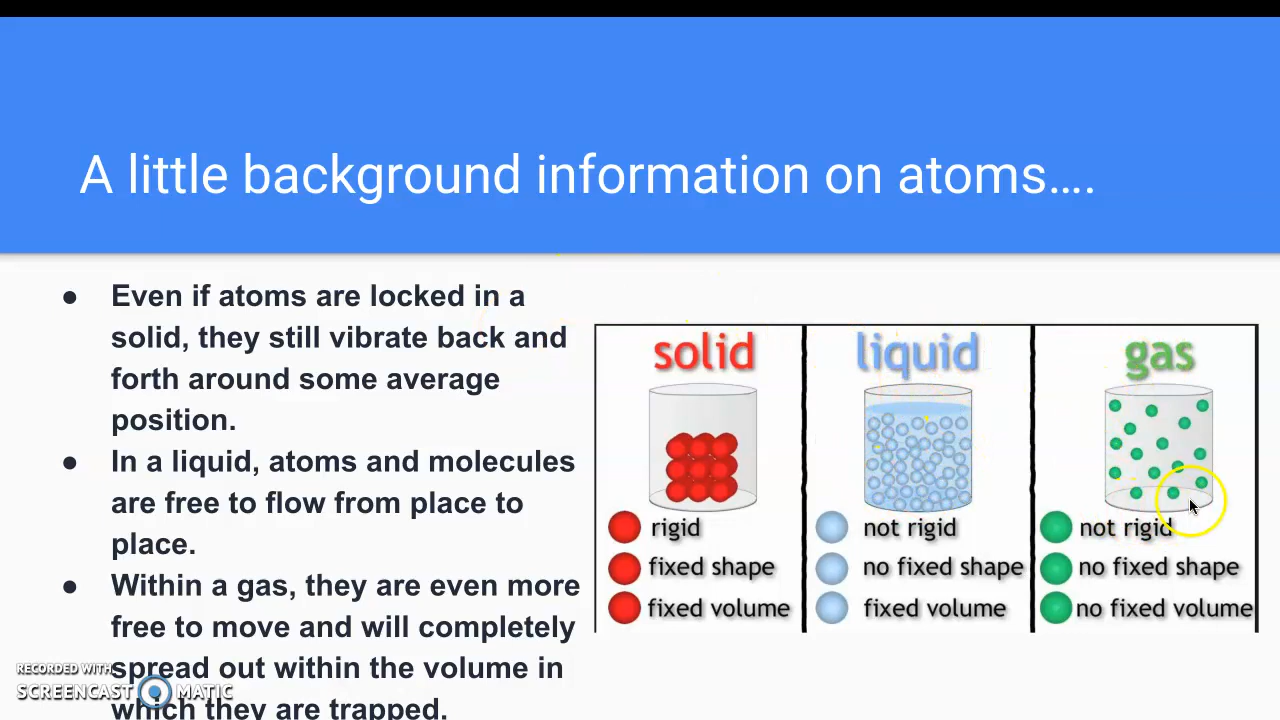 A little background information on atoms....
● Even if atoms are locked in a
solid, they still vibrate back and
forth around some average
position.
● In a liquid, atoms and molecules
are free to flow from place to
place.
● Within a gas, they are even more
free to move and will completely
spread out within the volume in
which they are trapped.
solid
rigid
fixed shape
fixed volume
liquid
not rigid
no fixed shape
fixed volume
gas
not rigid
no fixed shape
no fixed volume
RECORDED WITH
SCREENCAST MATIC